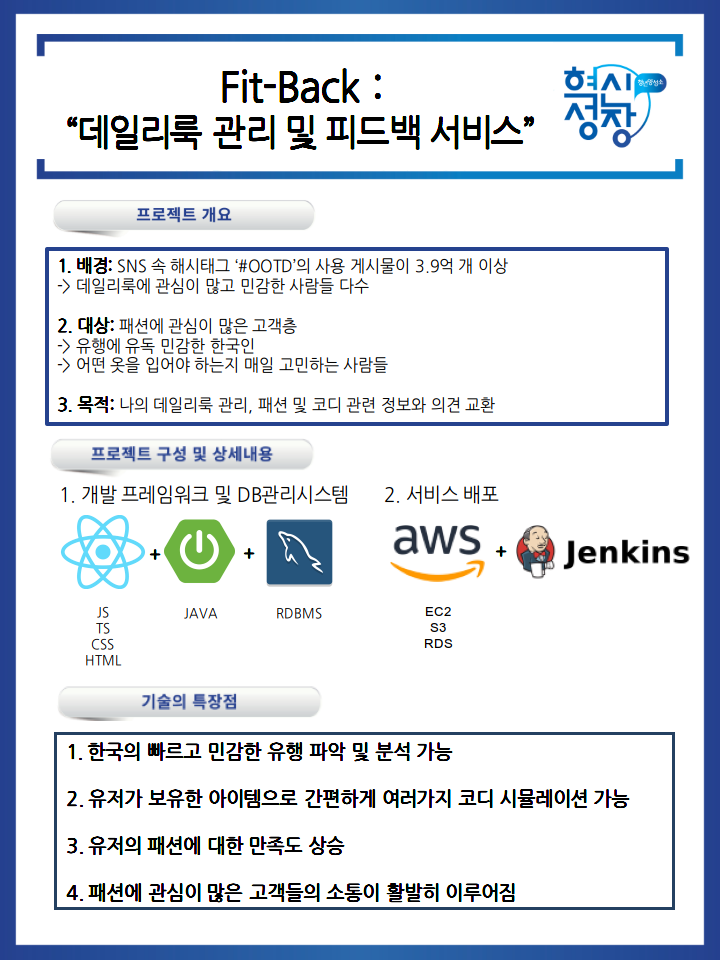 Fit-Back :
“데일리룩 관리 및 피드백 서비스”
혁신
성장
청년양성소
프로젝트 개요
1. 배경: SNS 속 해시태그 ‘#OOTD’의 사용 게시물이 3.9억 개 이상
-> 데일리룩에 관심이 많고 민감한 사람들 다수
2. 대상: 패션에 관심이 많은 고객층
-> 유행에 유독 민감한 한국인
-> 어떤 옷을 입어야 하는지 매일 고민하는 사람들
3. 목적: 나의 데일리룩 관리, 패션 및 코디 관련 정보와 의견 교환
프로젝트 구성 및 상세내용
1. 개발 프레임워크 및 DB관리시스템
2. 서비스 배포
+ +
aws + Jenkins
JS
TS
CSS
HTML
JAVA
RDBMS
EC2
S3
RDS
기술의 특장점
1. 한국의 빠르고 민감한 유행 파악 및 분석 가능
2. 유저가 보유한 아이템으로 간편하게 여러가지 코디 시뮬레이션 가능
3. 유저의 패션에 대한 만족도 상승
4. 패션에 관심이 많은 고객들의 소통이 활발히 이루어짐